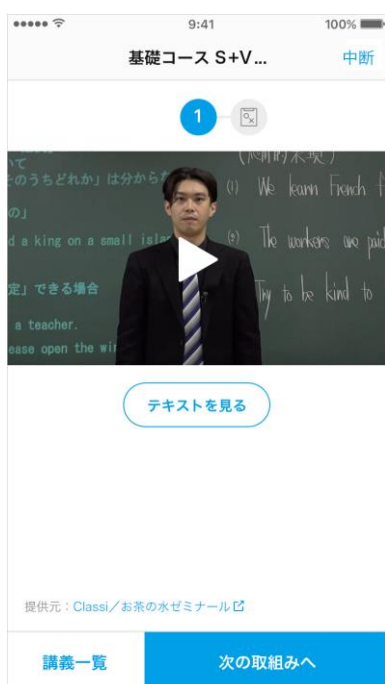 9:41
100%
基礎コース S+V...
中断
1
いて
そのうちどれか」は分から
の」
d a king on a small isla
定」できる場合
a teacher.
ease open the wi
(1) We learn French f
(2) The workers are paid
Try to be kind to
テキストを見る
提供元：Classi／お茶の水ゼミナール
講義一覧
次の取組みへ